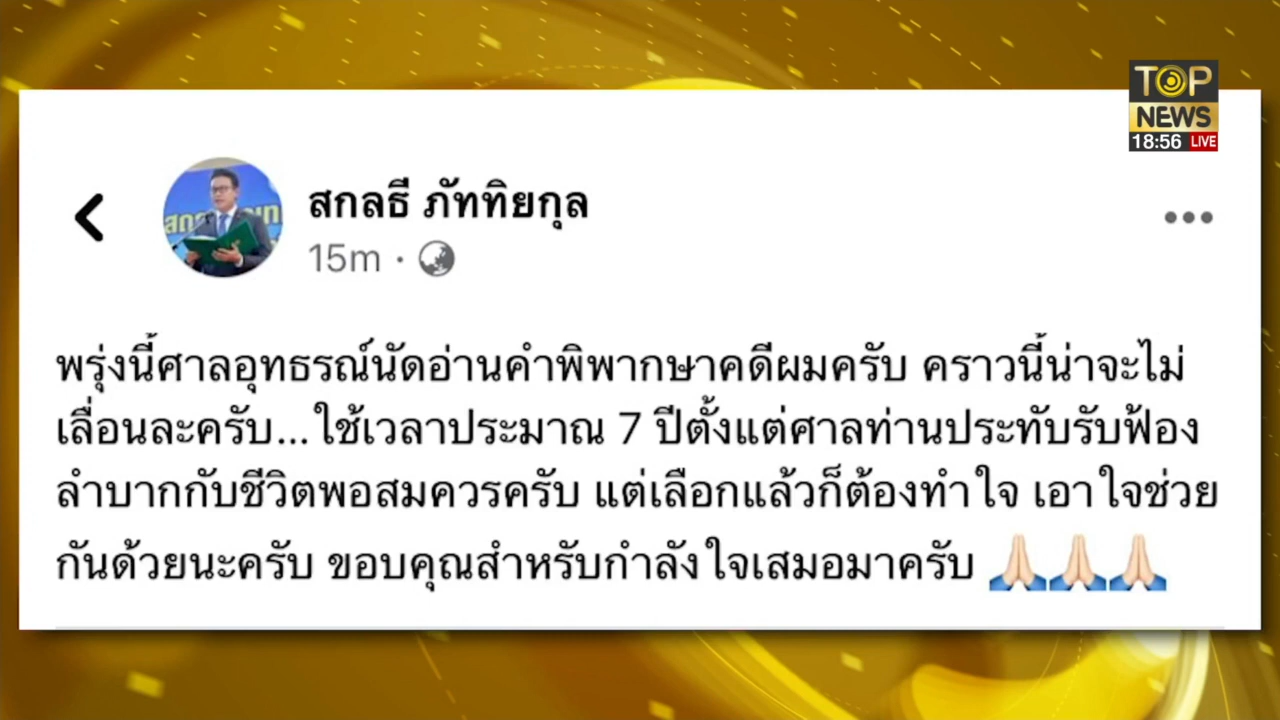 TOP
NEWS
18:56 LIVE
สกลธี ภัททิยกุล
15m ·
พรุ่งนี้ศาลอุทธรณ์นัดอ่านคำพิพากษาคดีผมครับ คราวนี้น่าจะไม่
เลื่อนละครับ...ใช้เวลาประมาณ 7 ปีตั้งแต่ศาลท่านประทับรับฟ้อง
ลำบากกับชีวิตพอสมควรครับ แต่เลือกแล้วก็ต้องทำใจ เอาใจช่วย
กันด้วยนะครับ ขอบคุณสำหรับกำลังใจเสมอมาครับ 🙏🏻🙏🏻🙏🏻